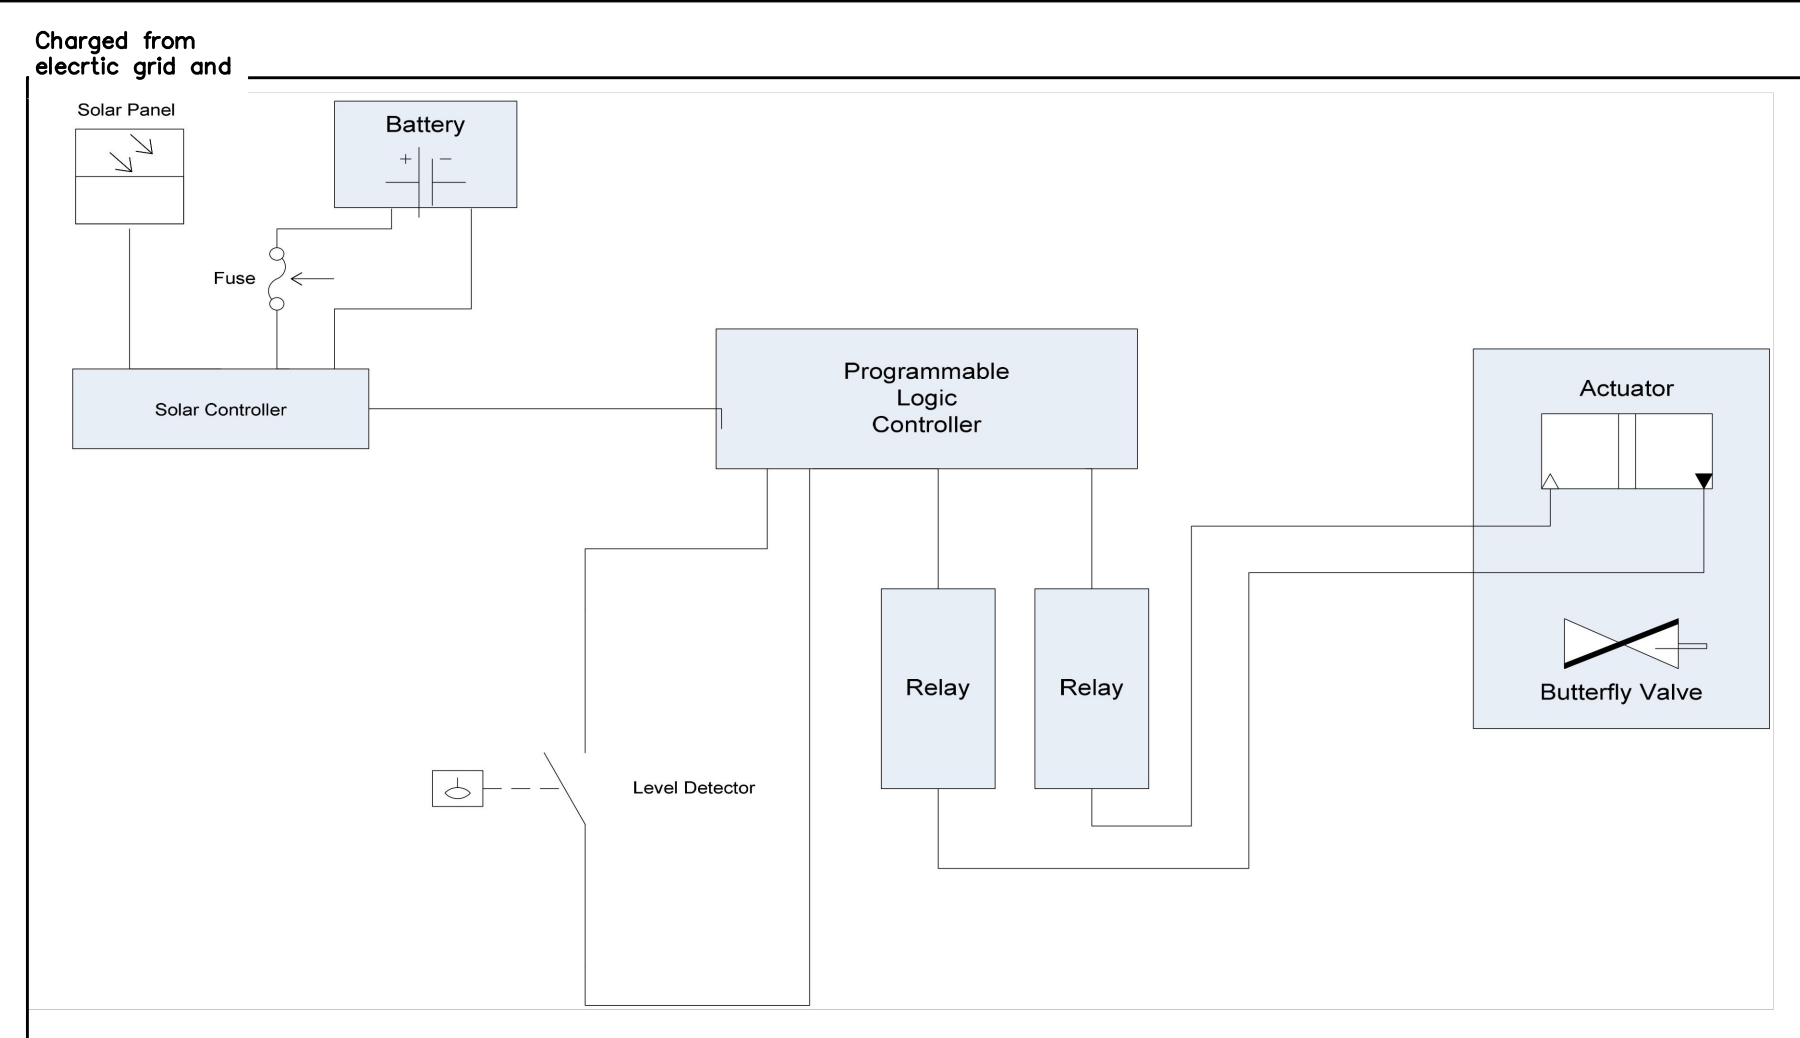 Charged from
elecrtic grid and
Solar Panel
Battery
+ −
Fuse
Solar Controller
Programmable
Logic
Controller
Actuator
Relay
Relay
Butterfly Valve
Level Detector